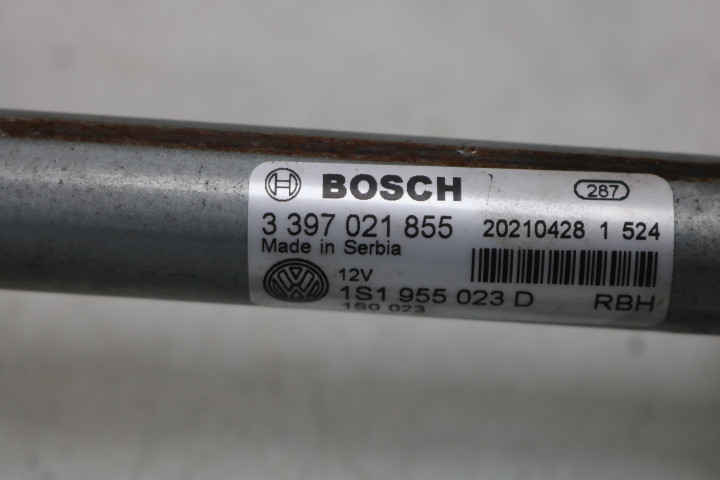 BOSCH 287
3 397 021 855 20210428 1 524
Made in Serbia
12V
1S1 955 023 D RBH
1S0 023